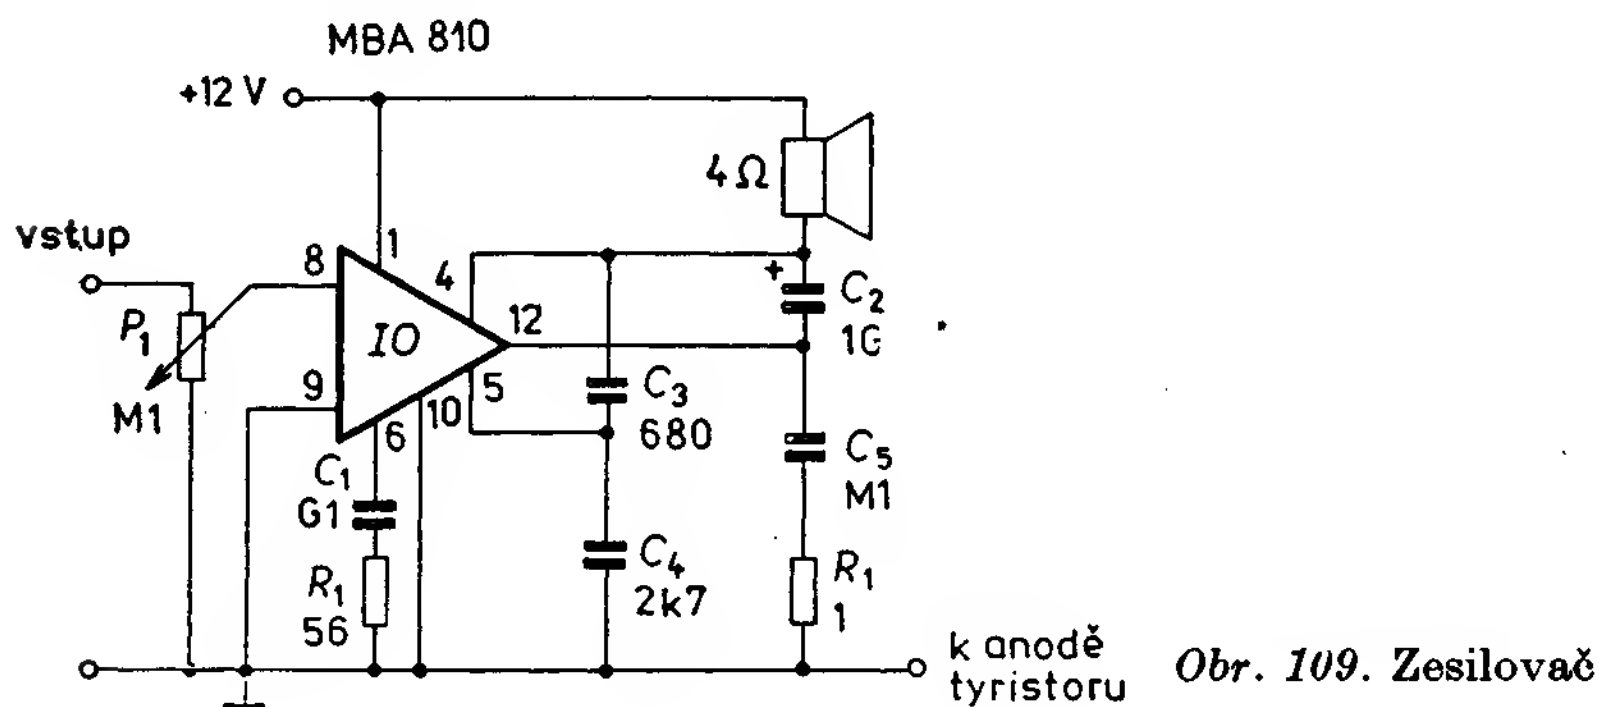 MBA 810
+12 V
4Ω
vstup
8
1
4
+
C2
1G
P1
IO
12
M1
9
5
C3
680
6
10
C5
M1
C1
G1
R1
56
C4
2k7
R1
1
k anodě
tyristoru
Obr. 109. Zesilovač